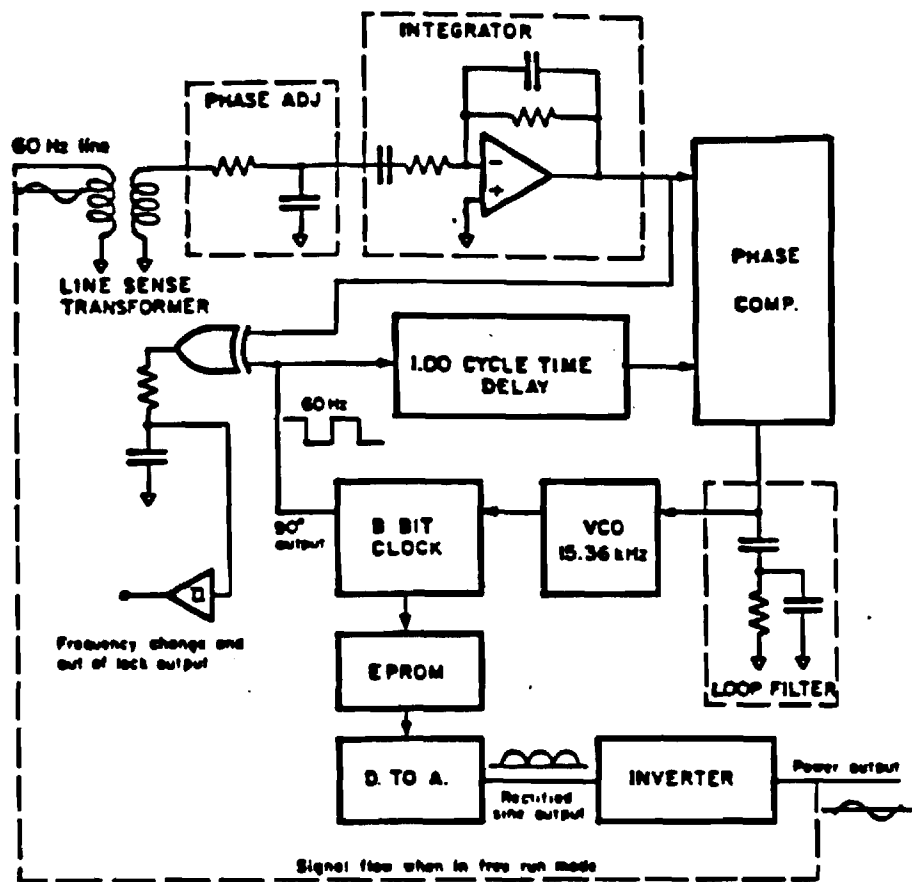 INTEGRATOR
PHASE ADJ
60 Hz line
LINE SENSE
TRANSFORMER
PHASE
COMP.
1.00 CYCLE TIME
DELAY
60 Hz
90°
output
8 BIT
CLOCK
VCO
15.36 kHz
Frequency change and
out of lock output
EPROM
LOOP FILTER
D. TO A.
Rectified
sine output
INVERTER
Power output
Signal flow when in free run mode